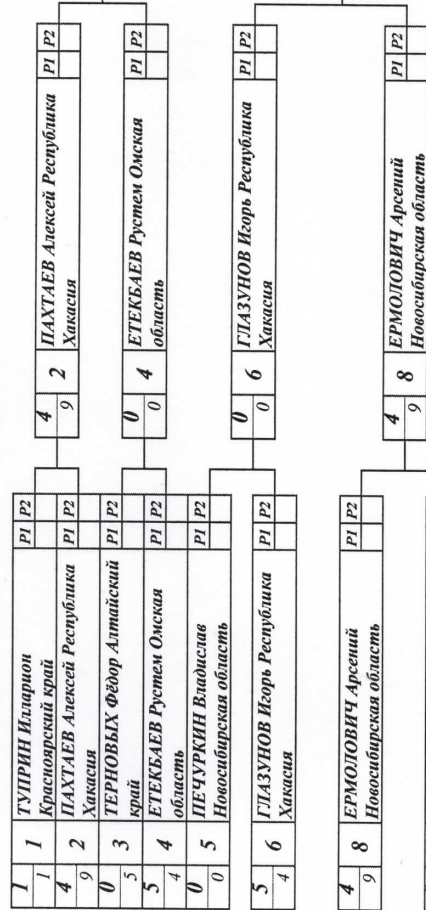 1 1 ТУПРИН Илларион P1 P2
1 Красноярский край
4 2 ПАХТАЕВ Алексей Республика P1 P2
9 Хакасия
0 3 ТЕРНОВЫХ Фёдор Алтайский P1 P2
5 край
5 4 ЕТЕКБАЕВ Рустем Омская P1 P2
4 область
0 5 ПЕЧУРКИН Владислав P1 P2
0 Новосибирская область
5 6 ГЛАЗУНОВ Игорь Республика P1 P2
4 Хакасия
4 8 ЕРМОЛОВИЧ Арсений P1 P2
9 Новосибирская область
4 2 ПАХТАЕВ Алексей Республика P1 P2
9 Хакасия
0 4 ЕТЕКБАЕВ Рустем Омская P1 P2
0 область
0 6 ГЛАЗУНОВ Игорь Республика P1 P2
0 Хакасия
4 8 ЕРМОЛОВИЧ Арсений P1 P2
9 Новосибирская область